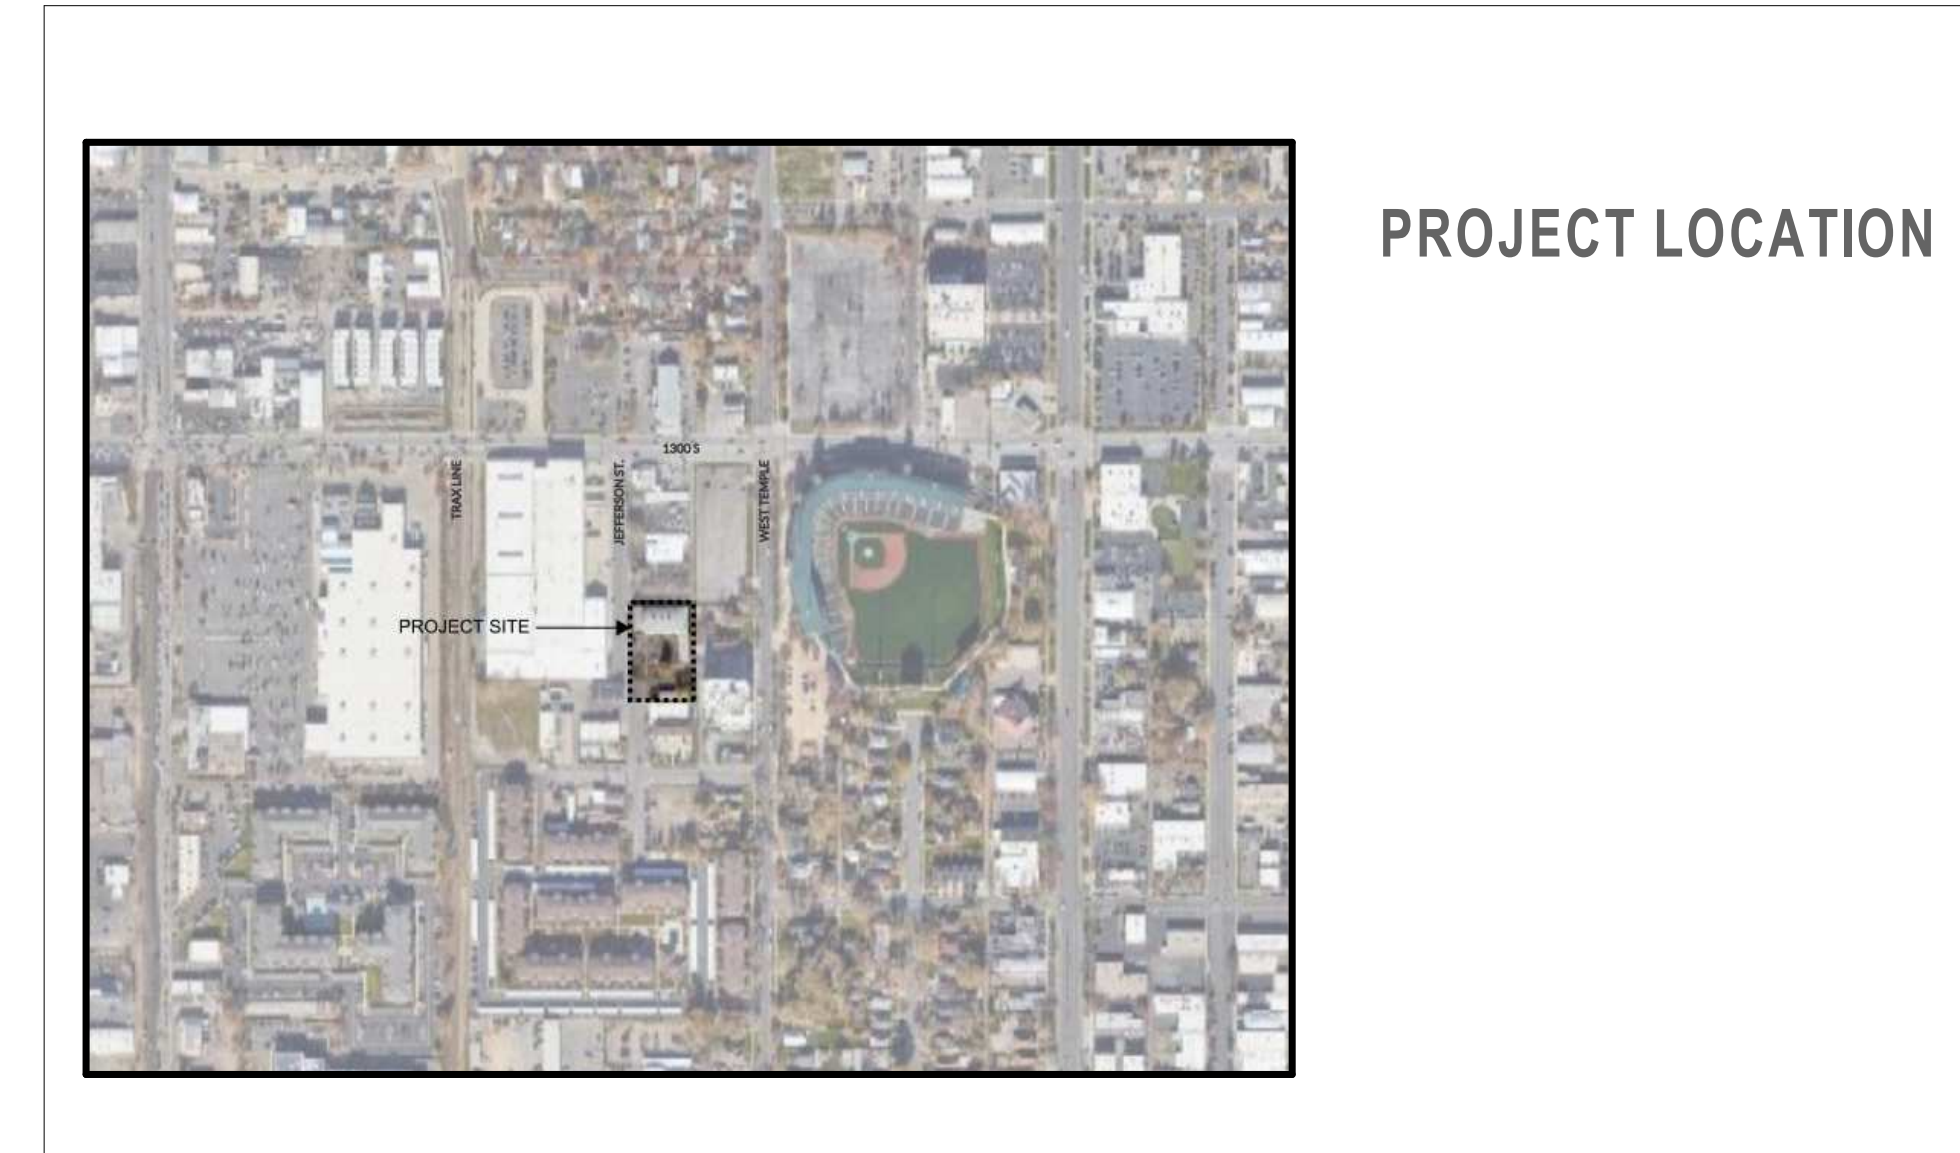 PROJECT LOCATION
1300 S
TRAX LINE
JEFFERSON ST.
WEST TEMPLE
PROJECT SITE